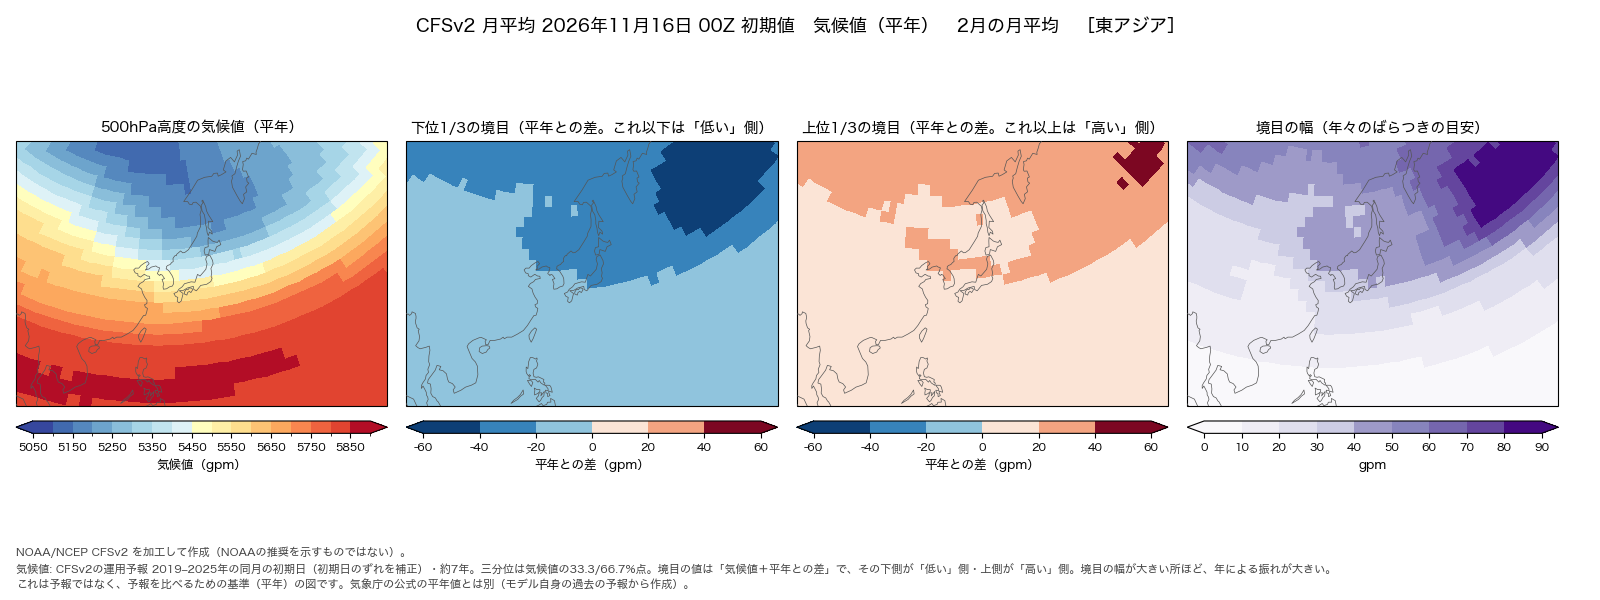 CFSv2 月平均 2026年11月16日 00Z 初期値　気候値（平年）　2月の月平均　［東アジア］
500hPa高度の気候値（平年）
下位1/3の境目（平年との差。これ以下は「低い」側）
上位1/3の境目（平年との差。これ以上は「高い」側）
境目の幅（年々のばらつきの目安）
5050 5150 5250 5350 5450 5550 5650 5750 5850
気候値（gpm）
-60 -40 -20 0 20 40 60
平年との差（gpm）
-60 -40 -20 0 20 40 60
平年との差（gpm）
0 10 20 30 40 50 60 70 80 90
gpm
NOAA/NCEP CFSv2 を加工して作成（NOAAの推奨を示すものではない）。
気候値: CFSv2の運用予報 2019–2025年の同月の初期日（初期日のずれを補正）・約7年。三分位は気候値の33.3/66.7%点。境目の値は「気候値＋平年との差」で、その下側が「低い」側・上側が「高い」側。境目の幅が大きい所ほど、年による振れが大きい。
これは予報ではなく、予報を比べるための基準（平年）の図です。気象庁の公式の平年値とは別（モデル自身の過去の予報から作成）。